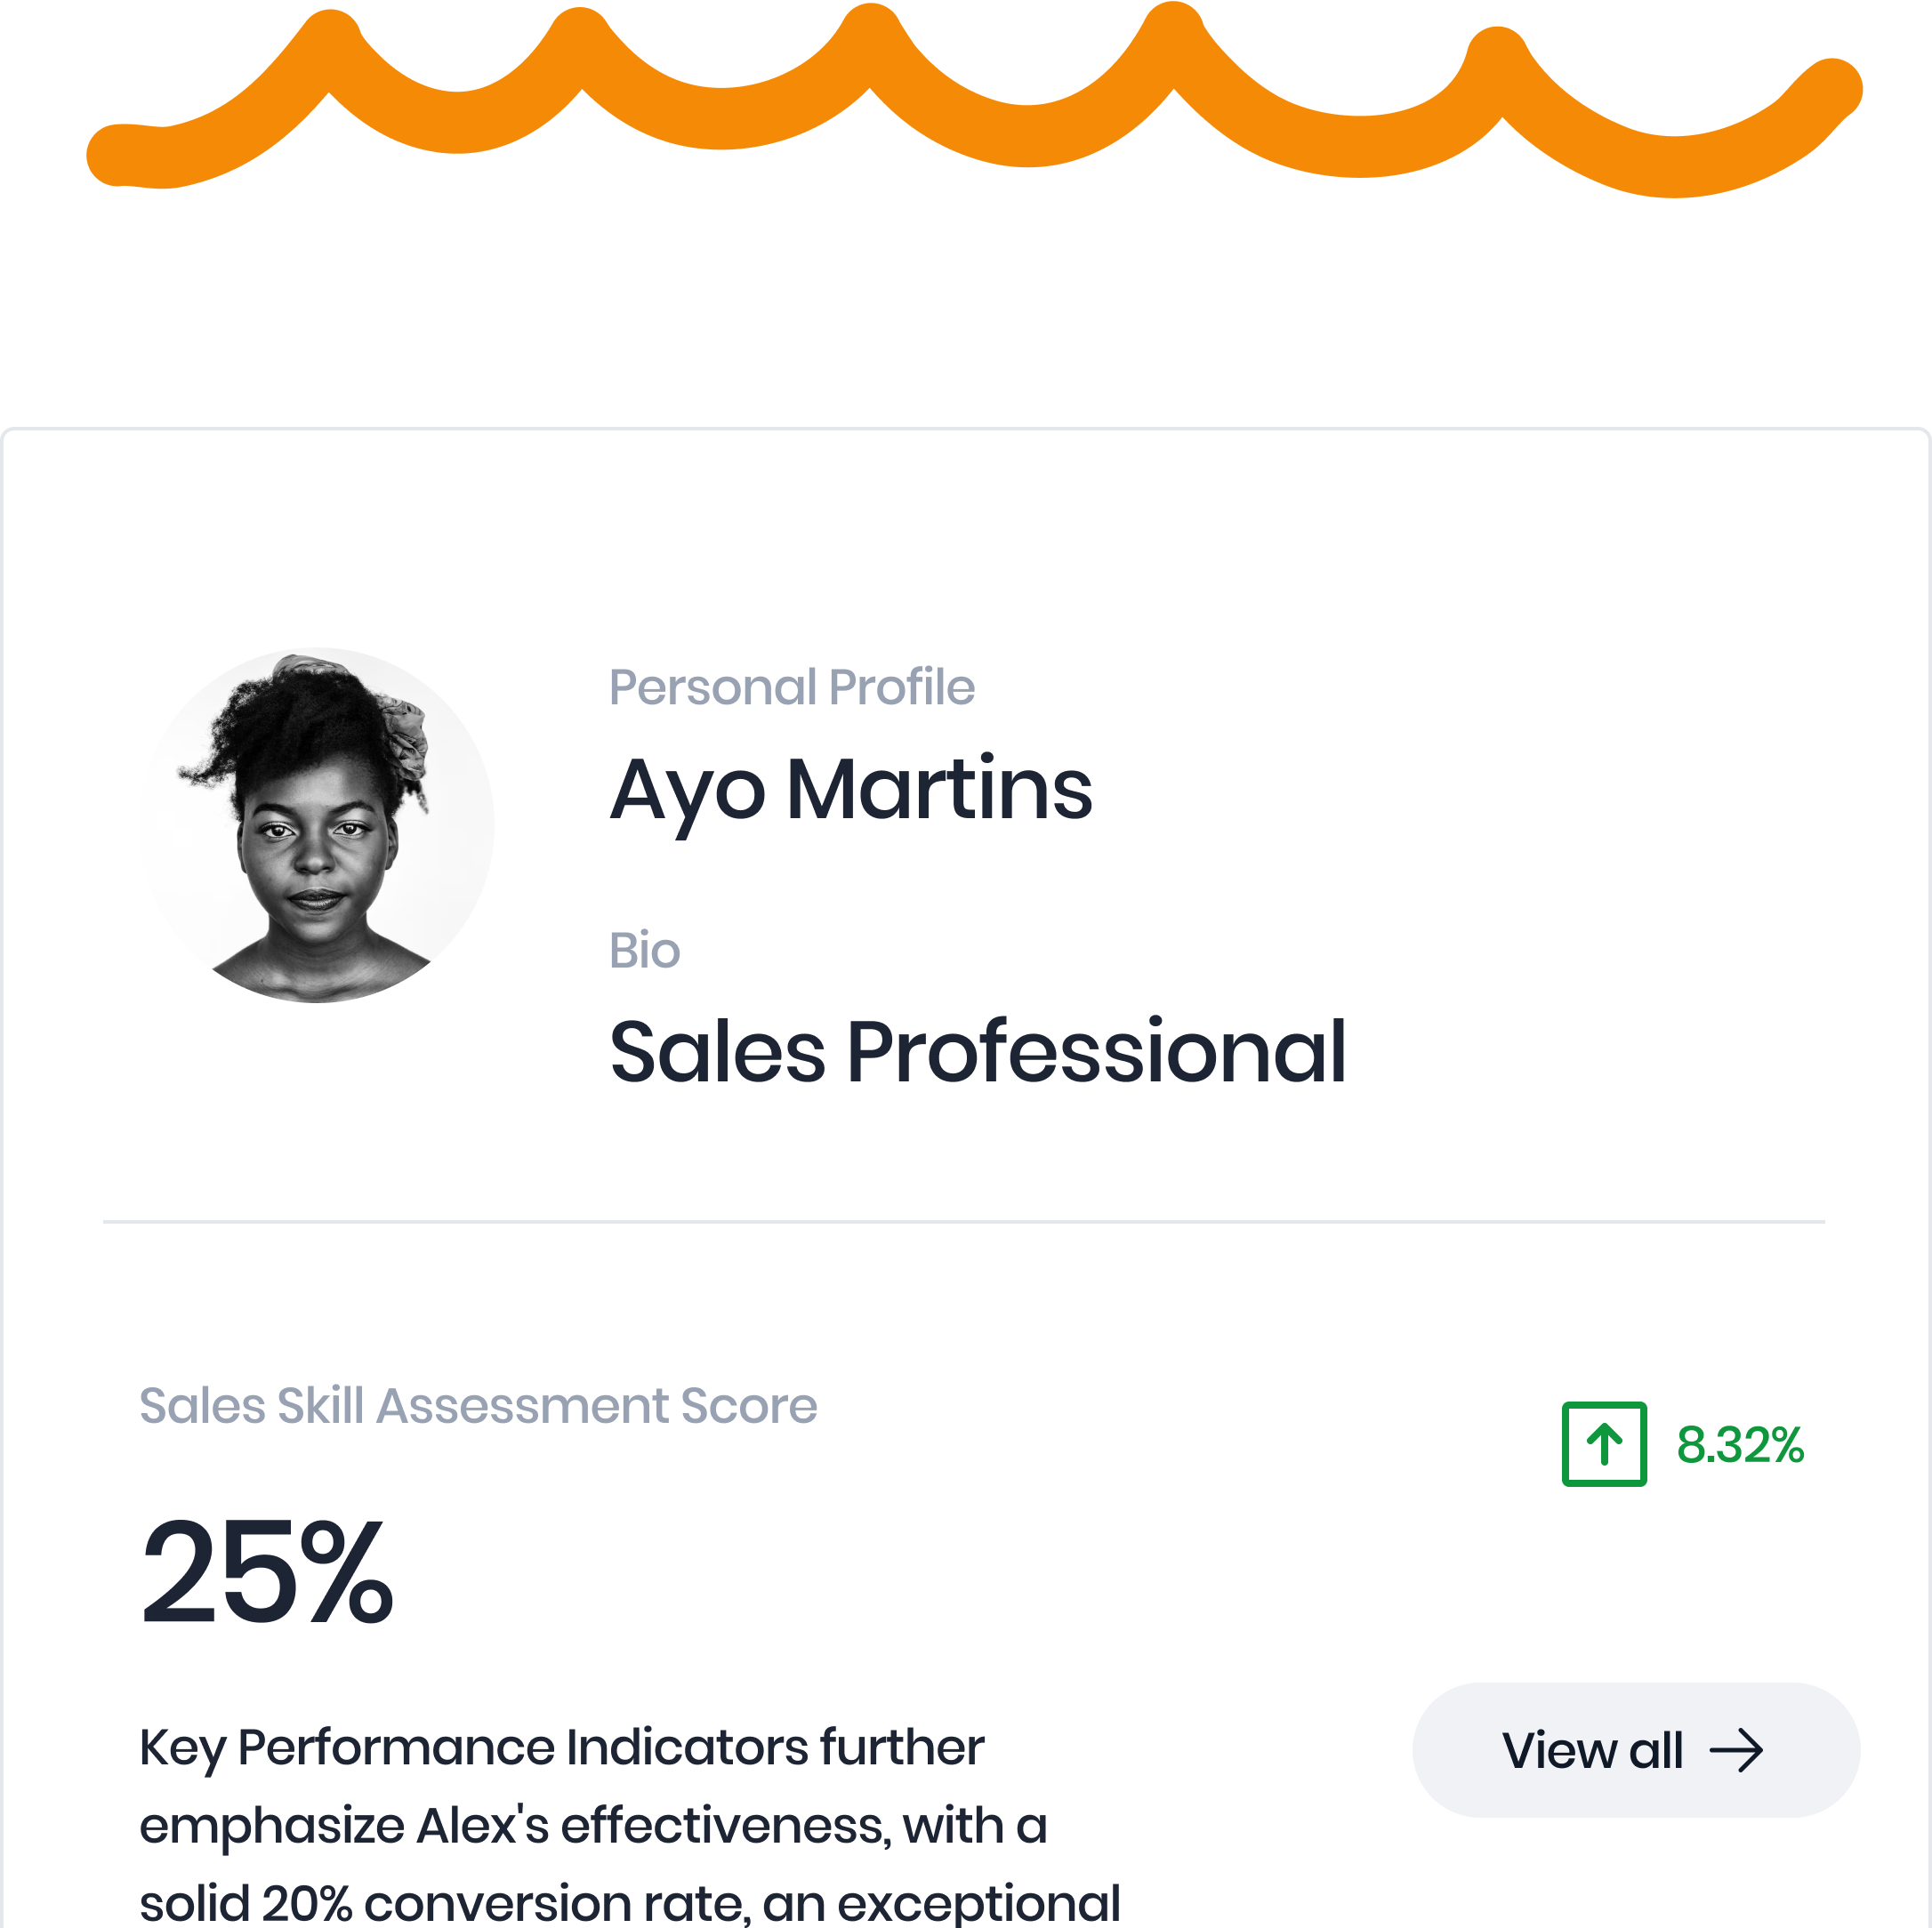 Personal Profile
Ayo Martins
Bio
Sales Professional
Sales Skill Assessment Score
8.32%
25%
Key Performance Indicators further
emphasize Alex's effectiveness, with a
solid 20% conversion rate, an exceptional
View all